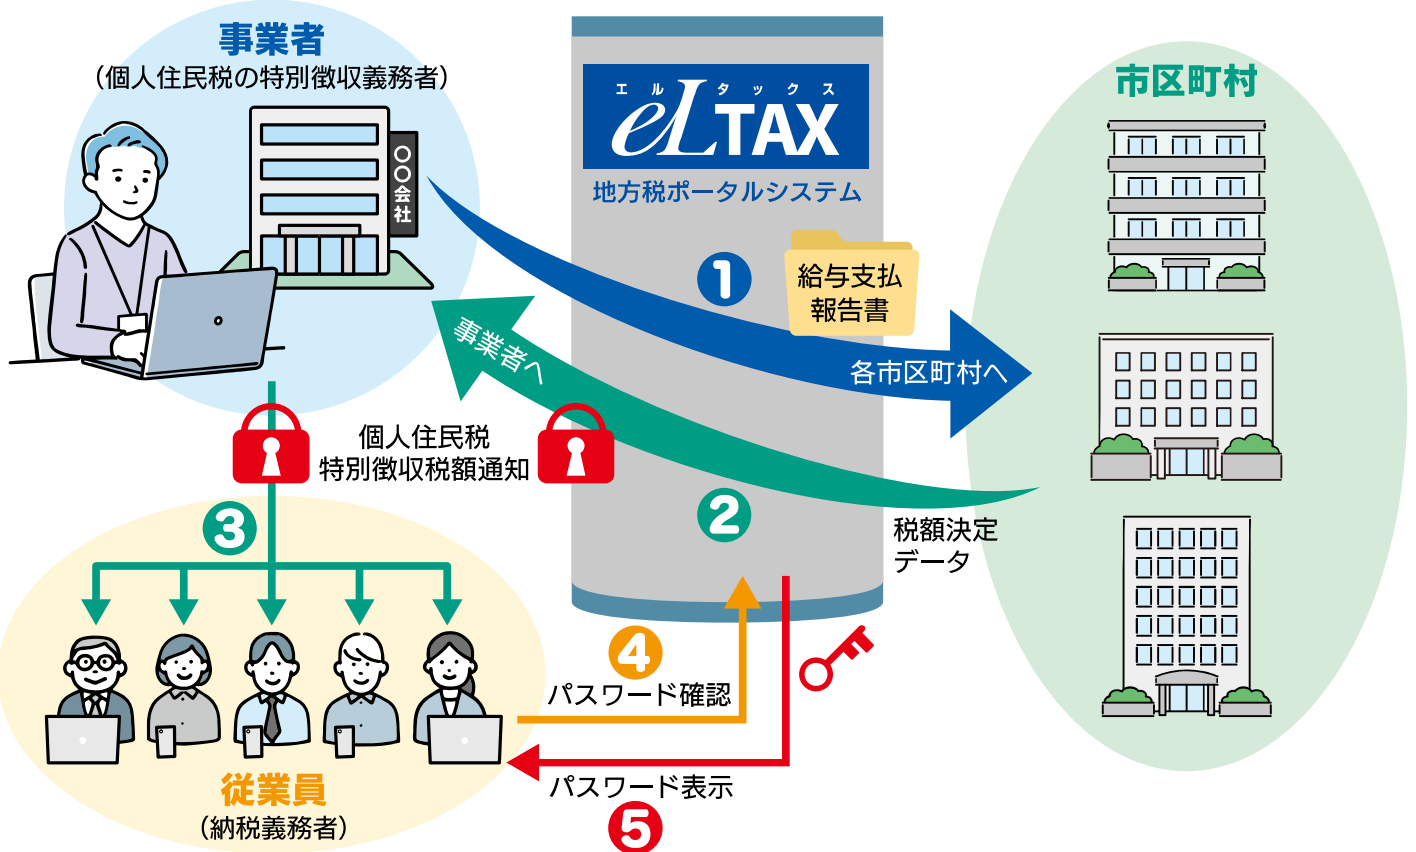 事業者
（個人住民税の特別徴収義務者）
〇〇会社
エルタックス
eLTAX
地方税ポータルシステム
市区町村
1
給与支払
報告書
各市区町村へ
事業者へ
個人住民税
特別徴収税額通知
2
税額決定
データ
3
4
パスワード確認
パスワード表示
5
従業員
（納税義務者）